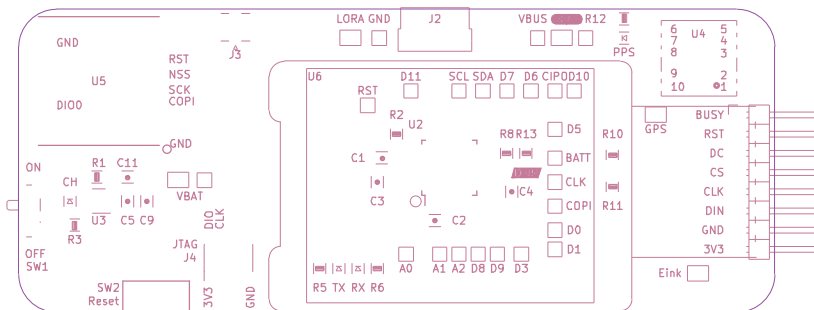 LORA GND
J2
VBUS
R12
PPS
6 5
7 4
8 3
U4
9 2
10 1
GND
J3
RST
NSS
SCK
COPI
U5
DIO0
GND
U6
RST
D11
SCL SDA D7 D6 CIPO D10
R2
U2
R8 R13
D5
R10
GPS
BUSY
RST
DC
CS
CLK
DIN
GND
3V3
C1
BATT
ON
R1
C11
CH
C3
C4
CLK
R11
VBAT
COPI
U3
C5 C9
DIO
CLK
C2
D0
R3
OFF
SW1
JTAG
J4
D1
A0
A1 A2 D8 D9 D3
Eink
SW2
Reset
3V3
GND
R5 TX RX R6